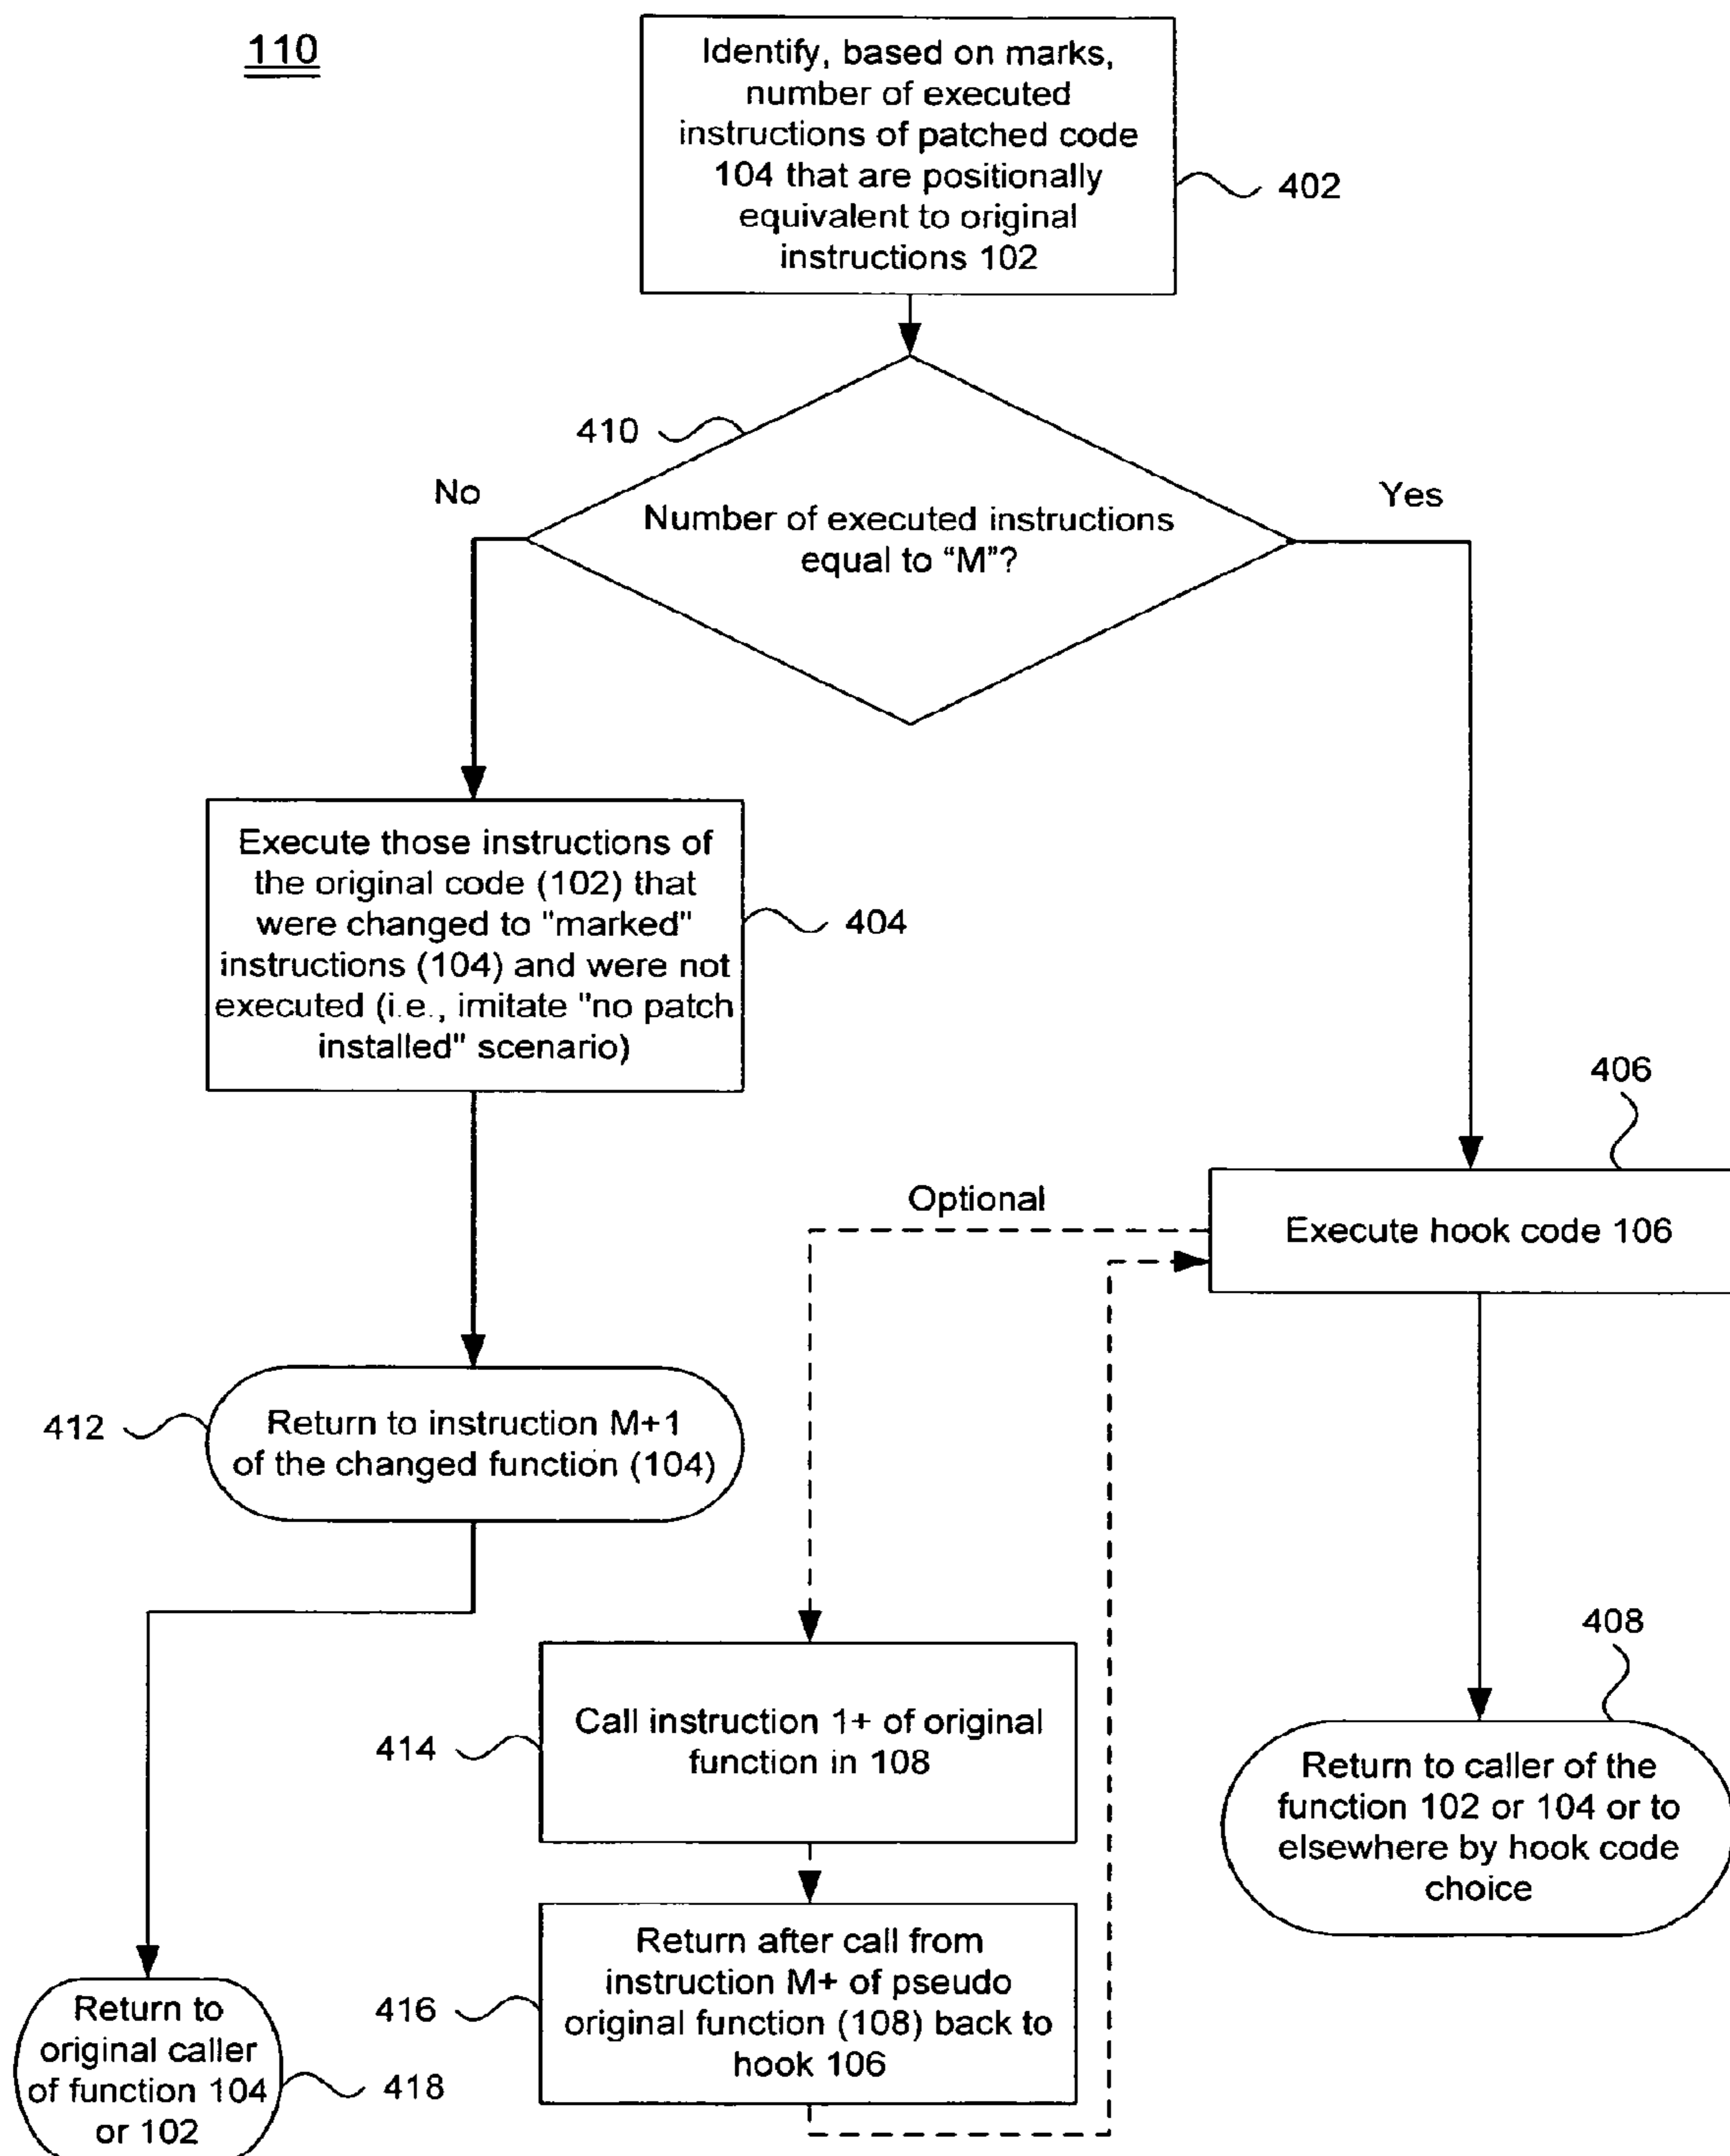 110
Identify, based on marks,
number of executed
instructions of patched code
104 that are positionally
equivalent to original
instructions 102
402
410
No
Yes
Number of executed instructions
equal to "M"?
Execute those instructions of
the original code (102) that
were changed to "marked"
instructions (104) and were not
executed (i.e., imitate "no patch
installed" scenario)
404
406
Optional
Execute hook code 106
412
Return to instruction M+1
of the changed function (104)
408
414
Call instruction 1+ of original
function in 108
Return to caller of the
function 102 or 104 or to
elsewhere by hook code
choice
416
Return after call from
instruction M+ of pseudo
original function (108) back to
hook 106
Return to
original caller
of function 104
or 102
418